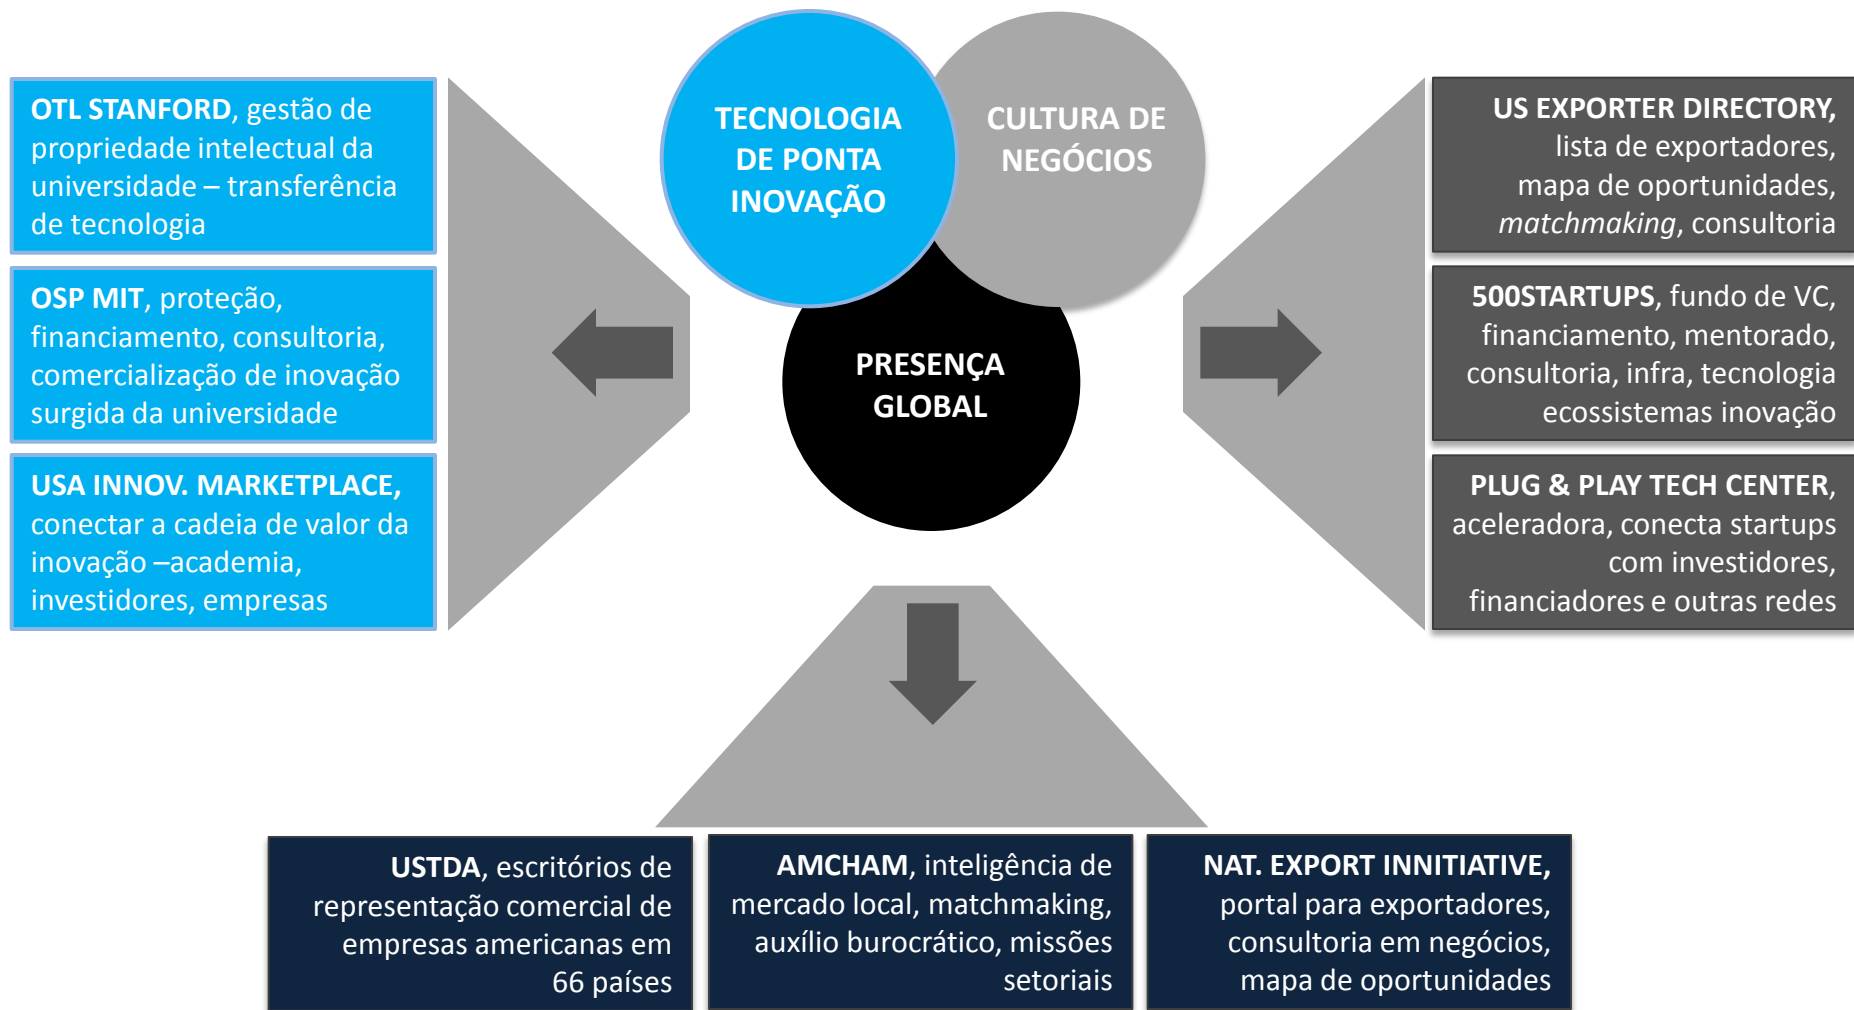 TECNOLOGIA
DE PONTA
INOVAÇÃO
CULTURA DE
NEGÓCIOS
PRESENÇA
GLOBAL
OTL STANFORD, gestão de
propriedade intelectual da
universidade – transferência
de tecnologia
OSP MIT, proteção,
financiamento, consultoria,
comercialização de inovação
surgida da universidade
USA INNOV. MARKETPLACE,
conectar a cadeia de valor da
inovação –academia,
investidores, empresas
US EXPORTER DIRECTORY,
lista de exportadores,
mapa de oportunidades,
matchmaking, consultoria
500STARTUPS, fundo de VC,
financiamento, mentorado,
consultoria, infra, tecnologia
ecossistemas inovação
PLUG & PLAY TECH CENTER,
aceleradora, conecta startups
com investidores,
financiadores e outras redes
USTDA, escritórios de
representação comercial de
empresas americanas em
66 países
AMCHAM, inteligência de
mercado local, matchmaking,
auxílio burocrático, missões
setoriais
NAT. EXPORT INNITIATIVE,
portal para exportadores,
consultoria em negócios,
mapa de oportunidades